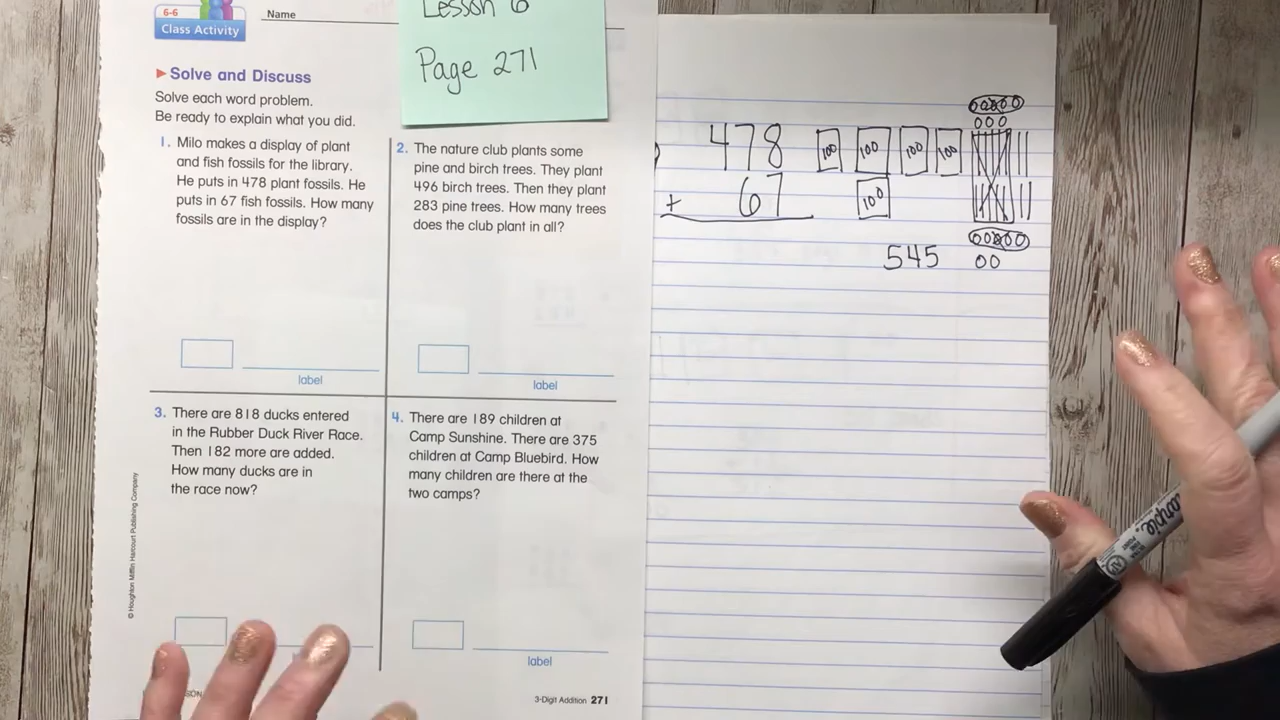 6-6
Class Activity
Name
Lesson 6
Page 271
Solve and Discuss
Solve each word problem.
Be ready to explain what you did.
1. Milo makes a display of plant
and fish fossils for the library.
He puts in 478 plant fossils. He
puts in 67 fish fossils. How many
fossils are in the display?
label
2. The nature club plants some
pine and birch trees. They plant
496 birch trees. Then they plant
283 pine trees. How many trees
does the club plant in all?
label
3. There are 818 ducks entered
in the Rubber Duck River Race.
Then 182 more are added.
How many ducks are in
the race now?
4. There are 189 children at
Camp Sunshine. There are 375
children at Camp Bluebird. How
many children are there at the
two camps?
label
© Houghton Mifflin Harcourt Publishing Company
3-Digit Addition 271
478
+ 67
100 100 100 100
100
545
Sharpie